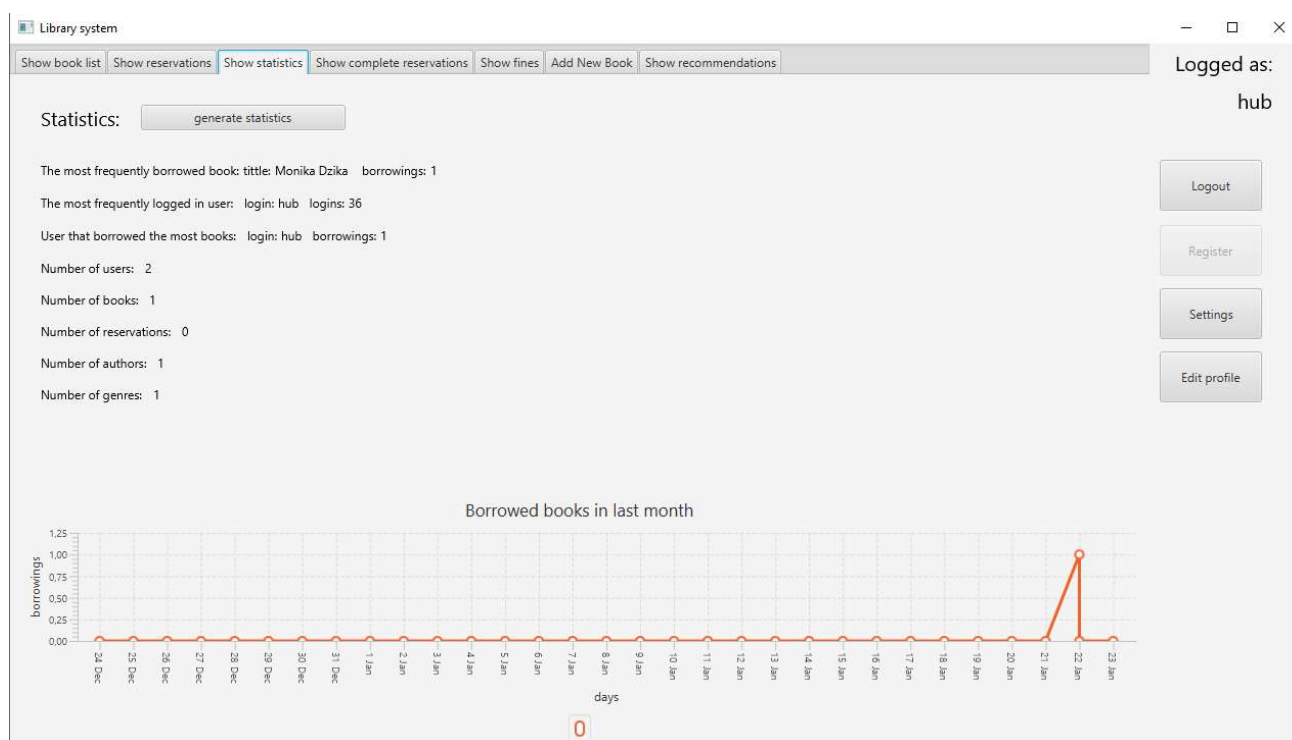 Library system
Show book list Show reservations Show statistics Show complete reservations Show fines Add New Book Show recommendations
Logged as:
hub
Statistics: generate statistics
The most frequently borrowed book: tittle: Monika Dzika borrowings: 1
The most frequently logged in user: login: hub logins: 36
User that borrowed the most books: login: hub borrowings: 1
Number of users: 2
Number of books: 1
Number of reservations: 0
Number of authors: 1
Number of genres: 1
Logout
Register
Settings
Edit profile
Borrowed books in last month
borrowings
1,25
1,00
0,75
0,50
0,25
0,00
24 Dec 25 Dec 26 Dec 27 Dec 28 Dec 29 Dec 30 Dec 31 Dec 1 Jan 2 Jan 3 Jan 4 Jan 5 Jan 6 Jan 7 Jan 8 Jan 9 Jan 10 Jan 11 Jan 12 Jan 13 Jan 14 Jan 15 Jan 16 Jan 17 Jan 18 Jan 19 Jan 20 Jan 21 Jan 22 Jan 23 Jan
days
0